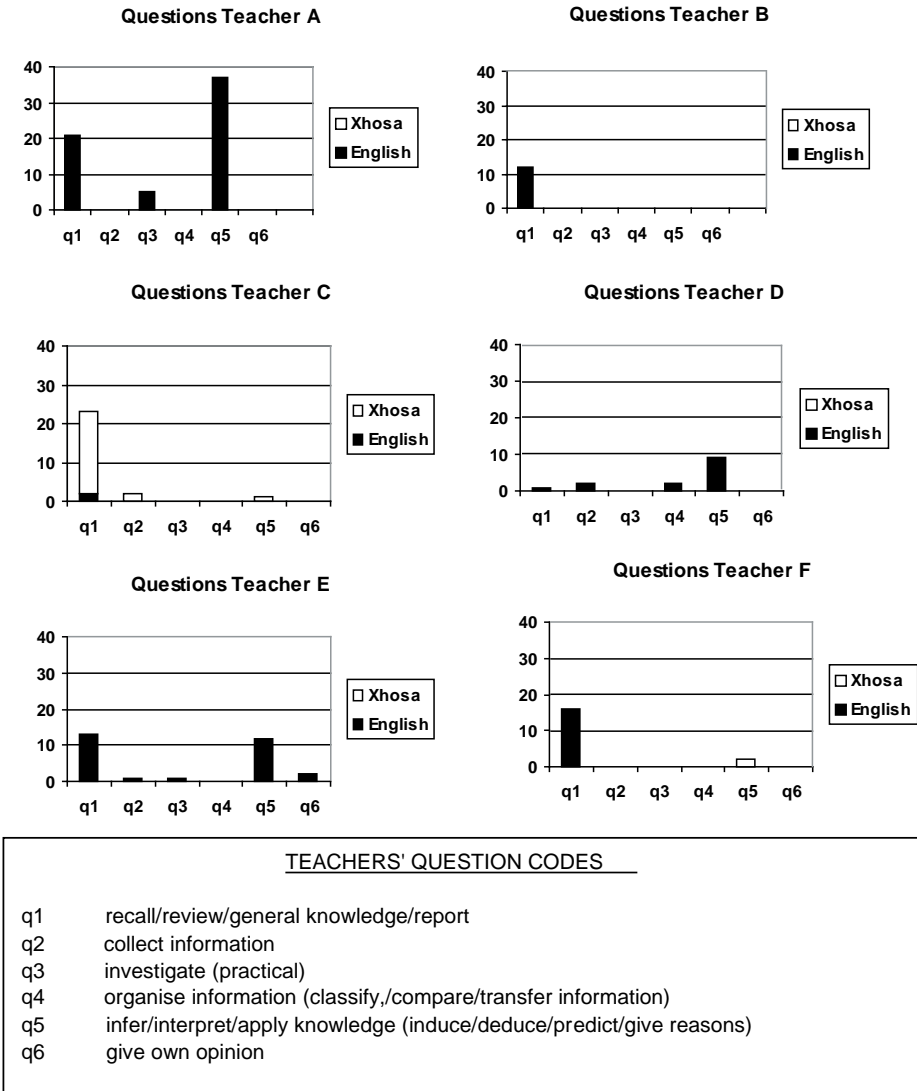 Questions Teacher A
40
30
20
10
0
q1 q2 q3 q4 q5 q6
Xhosa
English
Questions Teacher B
40
30
20
10
0
q1 q2 q3 q4 q5 q6
Xhosa
English
Questions Teacher C
40
30
20
10
0
q1 q2 q3 q4 q5 q6
Xhosa
English
Questions Teacher D
40
30
20
10
0
q1 q2 q3 q4 q5 q6
Xhosa
English
Questions Teacher E
40
30
20
10
0
q1 q2 q3 q4 q5 q6
Xhosa
English
Questions Teacher F
40
30
20
10
0
q1 q2 q3 q4 q5 q6
Xhosa
English
TEACHERS' QUESTION CODES
q1 recall/review/general knowledge/report
q2 collect information
q3 investigate (practical)
q4 organise information (classify,/compare/transfer information)
q5 infer/interpret/apply knowledge (induce/deduce/predict/give reasons)
q6 give own opinion